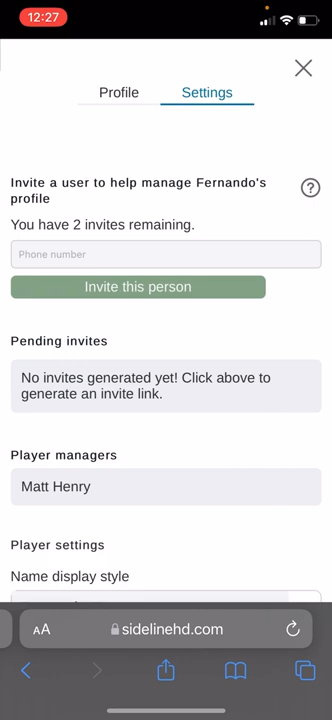 12:27
Profile
Settings
Invite a user to help manage Fernando's
profile
?
You have 2 invites remaining.
Phone number
Invite this person
Pending invites
No invites generated yet! Click above to
generate an invite link.
Player managers
Matt Henry
Player settings
Name display style
AA
sidelinehd.com